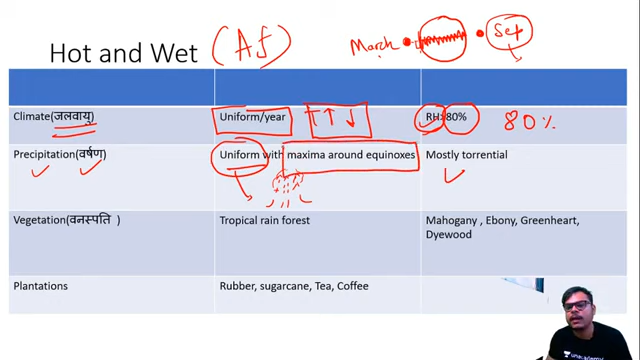 Hot and Wet (Af)
March Sep
Climate(जलवायु) Uniform/year ↑↑↓ RH>80% 80%
Precipitation(वर्षण) Uniform with maxima around equinoxes Mostly torrential
Vegetation(वनस्पति ) Tropical rain forest Mahogany , Ebony, Greenheart,
Dyewood
Plantations Rubber, sugarcane, Tea, Coffee